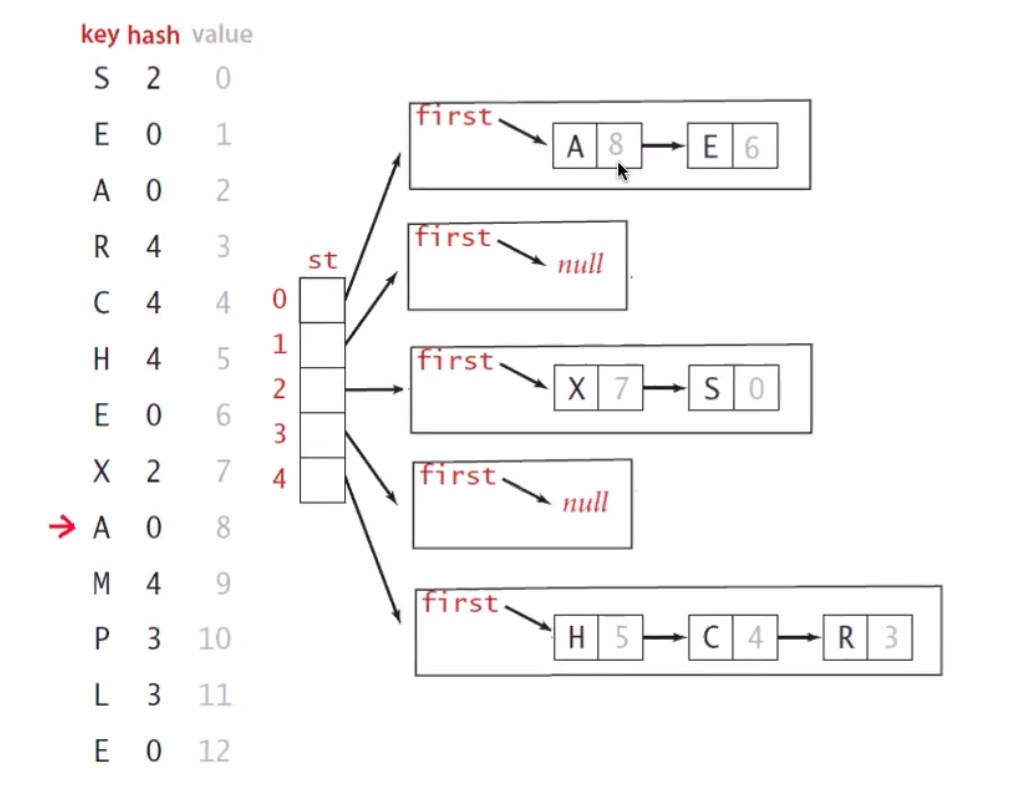 key hash value
S 2 0
E 0 1
A 0 2
R 4 3
C 4 4
H 4 5
E 0 6
X 2 7
A 0 8
M 4 9
P 3 10
L 3 11
E 0 12
st
0
1
2
3
4
first
A 8 E 6
first
null
first
X 7 S 0
first
null
first
H 5 C 4 R 3